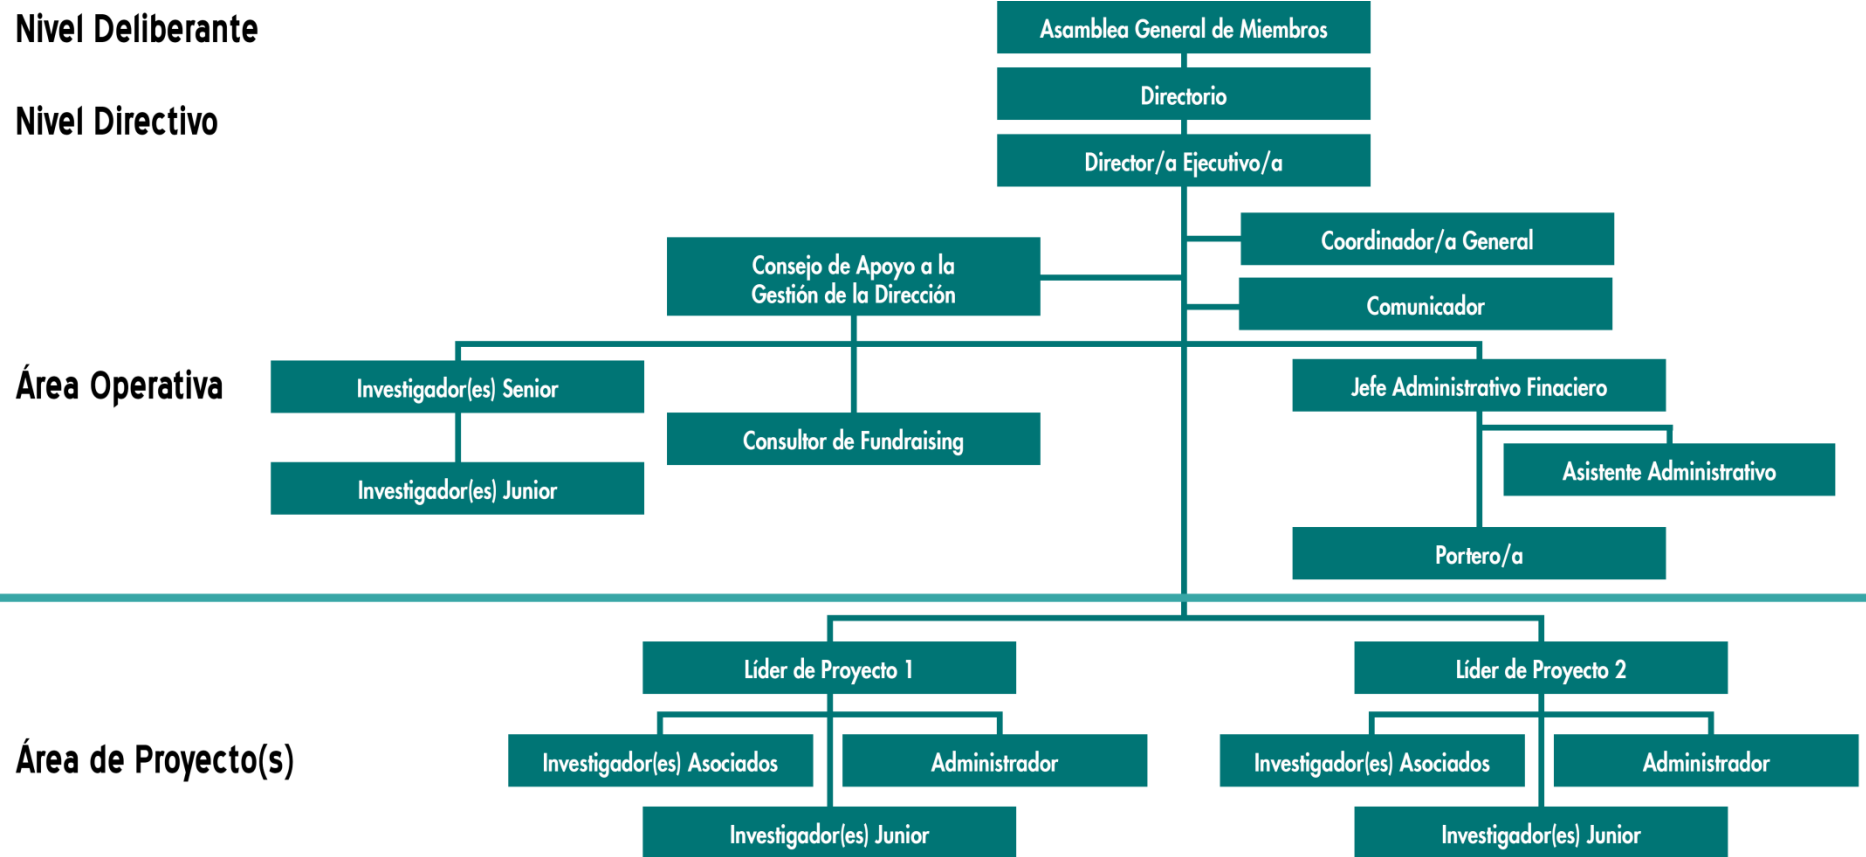 Nivel Deliberante
Asamblea General de Miembros
Nivel Directivo
Directorio
Director/a Ejecutivo/a
Coordinador/a General
Consejo de Apoyo a la
Gestión de la Dirección
Comunicador
Área Operativa
Investigador(es) Senior
Jefe Administrativo Finaciero
Consultor de Fundraising
Asistente Administrativo
Investigador(es) Junior
Portero/a
Líder de Proyecto 1
Líder de Proyecto 2
Área de Proyecto(s)
Investigador(es) Asociados
Administrador
Investigador(es) Asociados
Administrador
Investigador(es) Junior
Investigador(es) Junior